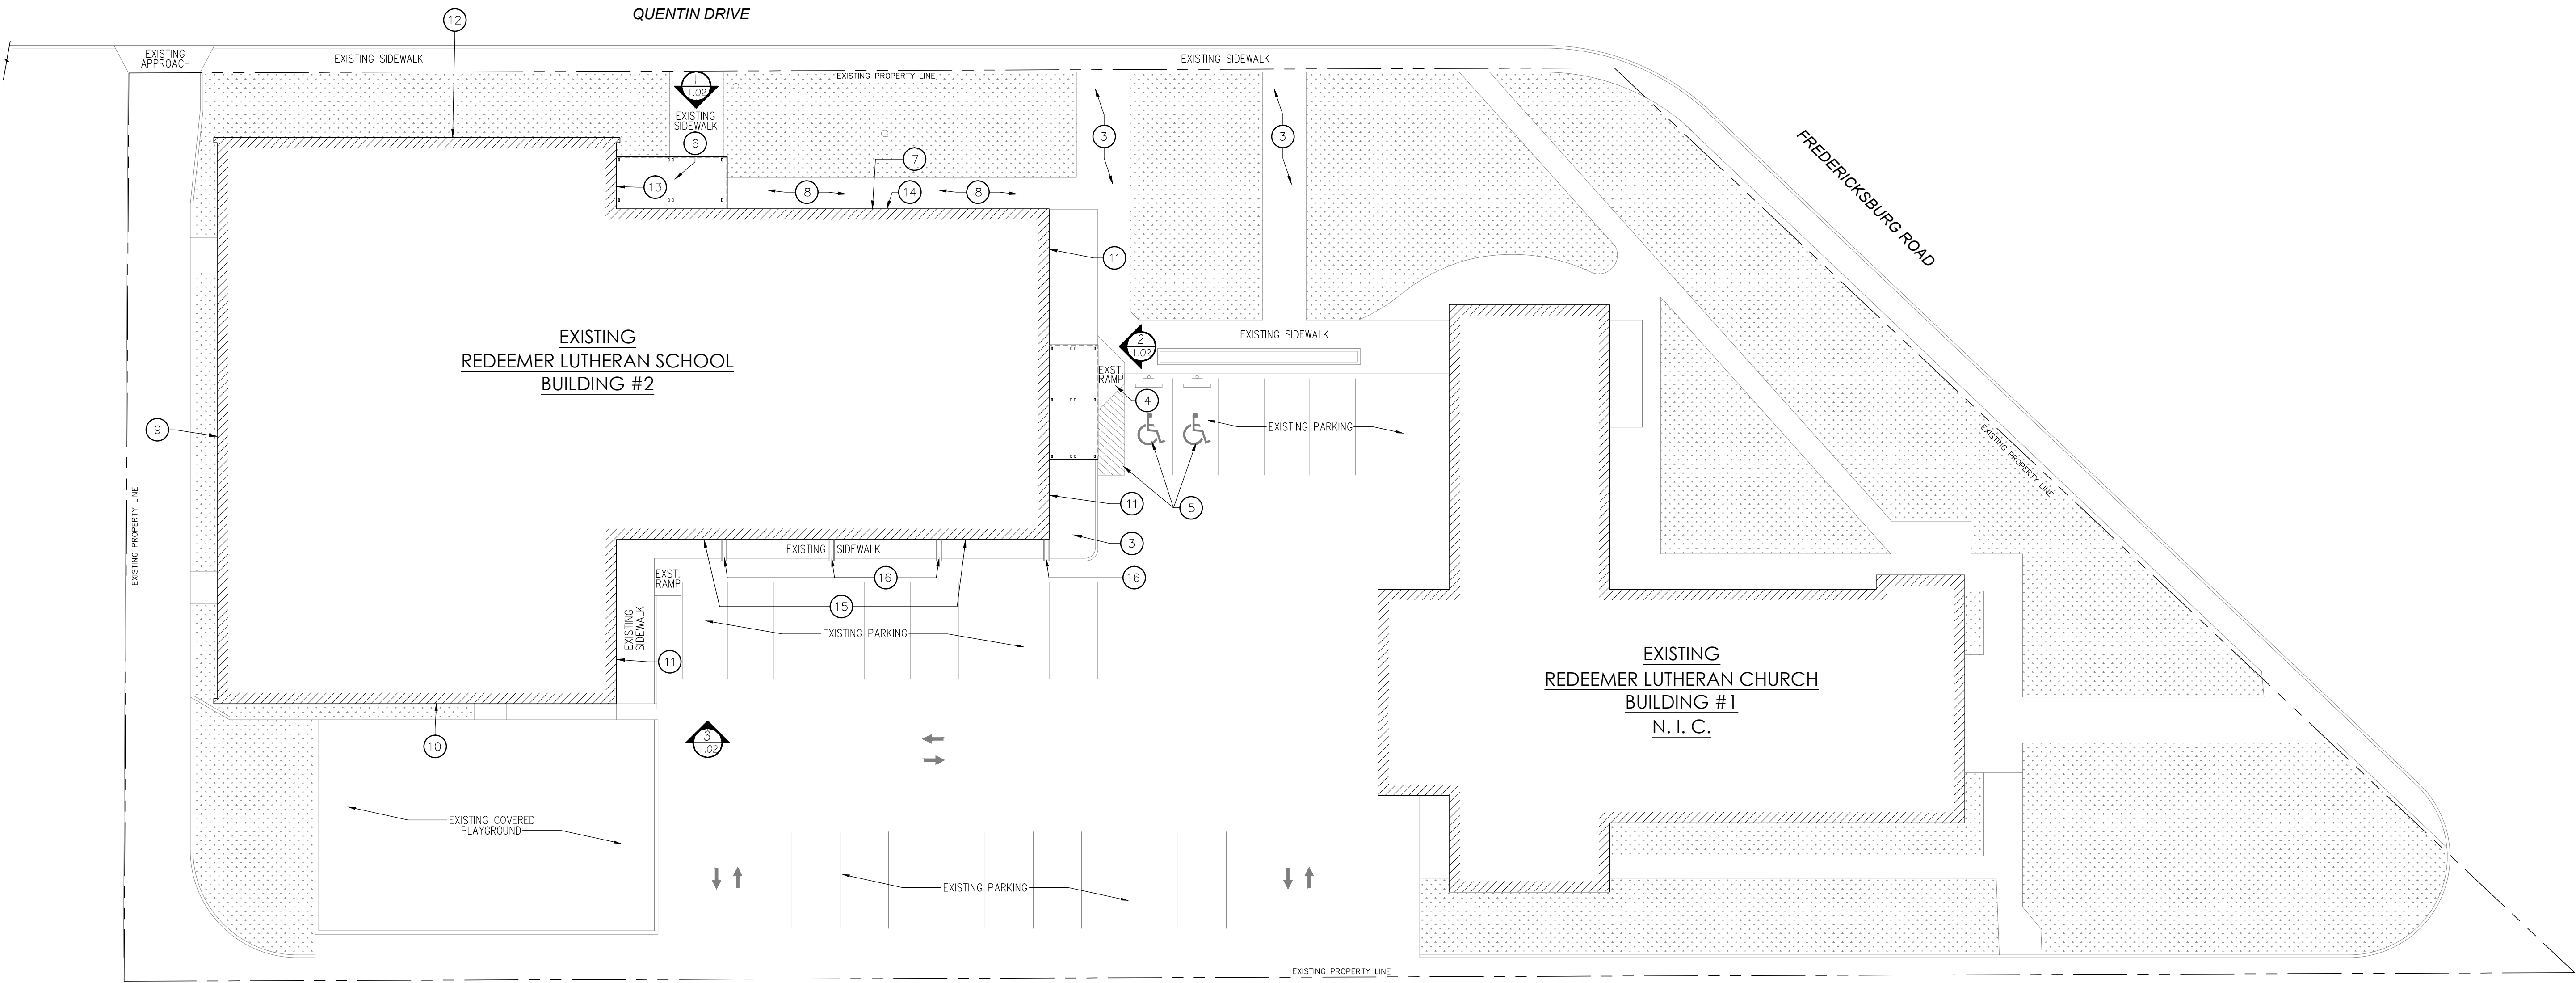 QUENTIN DRIVE
12
EXISTING
APPROACH
EXISTING SIDEWALK
EXISTING SIDEWALK
EXISTING PROPERTY LINE
1
1.02
EXISTING
SIDEWALK
6
3
3
7
13
8
14
8
FREDERICKSBURG ROAD
11
EXISTING
REDEEMER LUTHERAN SCHOOL
BUILDING #2
2
1.02
EXISTING SIDEWALK
EXST.
RAMP
4
EXISTING PARKING
9
EXISTING PROPERTY LINE
EXISTING PROPERTY LINE
11
5
3
EXISTING SIDEWALK
EXST.
RAMP
16
16
15
EXISTING
SIDEWALK
EXISTING PARKING
11
EXISTING
REDEEMER LUTHERAN CHURCH
BUILDING #1
N. I. C.
10
3
1.02
EXISTING COVERED
PLAYGROUND
EXISTING PARKING
EXISTING PROPERTY LINE